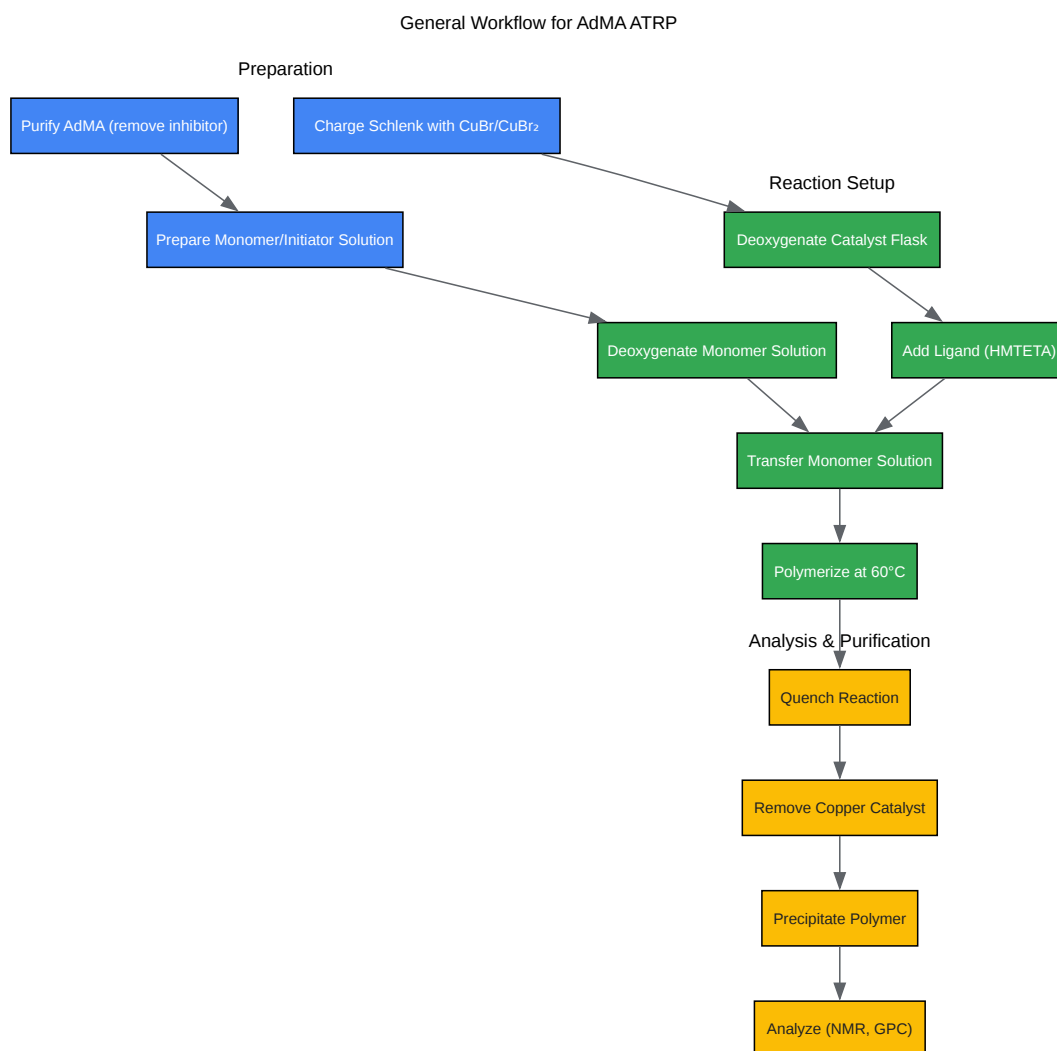 General Workflow for AdMA ATRP
Preparation
Purify AdMA (remove inhibitor)
Charge Schlenk with CuBr/CuBr₂
Reaction Setup
Prepare Monomer/Initiator Solution
Deoxygenate Catalyst Flask
Deoxygenate Monomer Solution
Add Ligand (HMTETA)
Transfer Monomer Solution
Polymerize at 60°C
Analysis & Purification
Quench Reaction
Remove Copper Catalyst
Precipitate Polymer
Analyze (NMR, GPC)